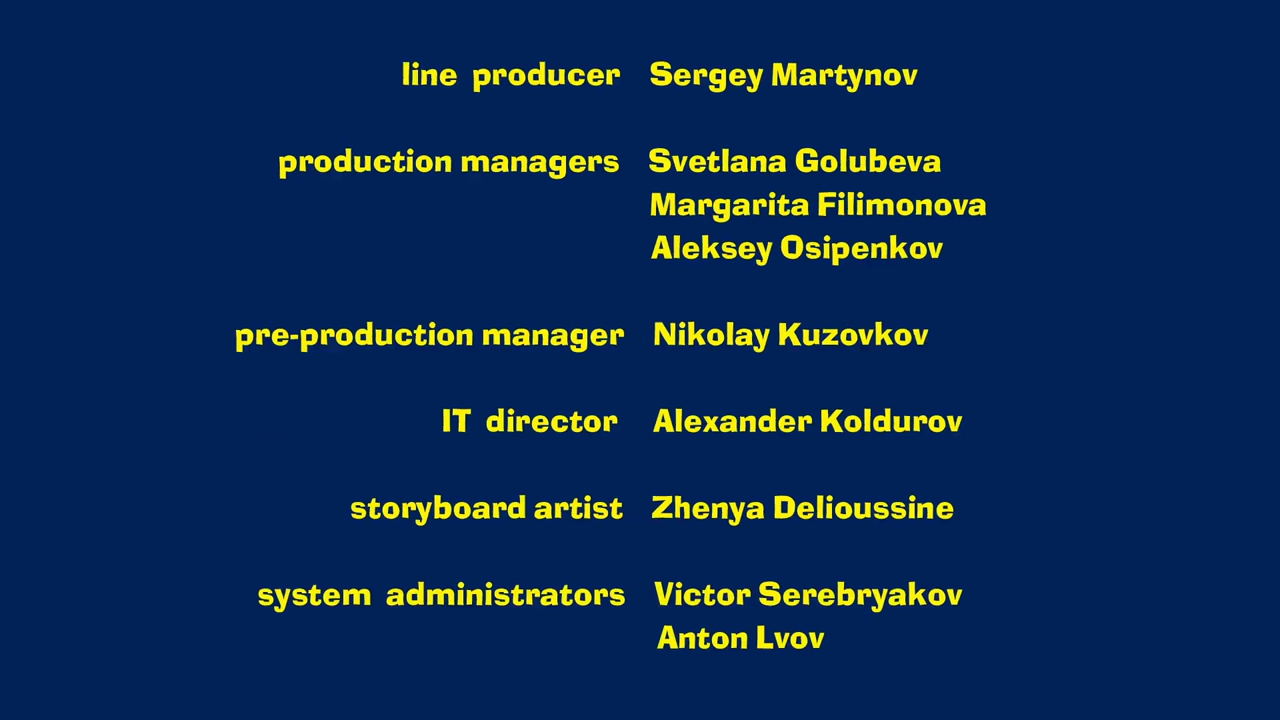 line producer Sergey Martynov
production managers Svetlana Golubeva
Margarita Filimonova
Aleksey Osipenkov
pre-production manager Nikolay Kuzovkov
IT director Alexander Koldurov
storyboard artist Zhenya Delioussine
system administrators Victor Serebryakov
Anton Lvov